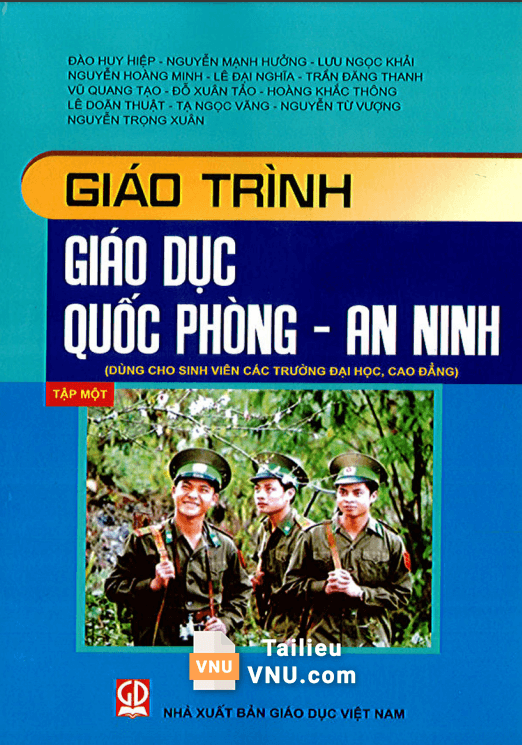 ĐÀO HUY HIỆP - NGUYỄN MẠNH HƯỞNG - LƯU NGỌC KHẢI
NGUYỄN HOÀNG MINH - LÊ ĐẠI NGHĨA - TRẦN ĐĂNG THANH
VŨ QUANG TẠO - ĐỖ XUÂN TẢO - HOÀNG KHẮC THÔNG
LÊ DOÃN THUẬT - TẠ NGỌC VÃNG - NGUYỄN TỪ VƯỢNG
NGUYỄN TRỌNG XUÂN
GIÁO TRÌNH
GIÁO DỤC
QUỐC PHÒNG - AN NINH
(DÙNG CHO SINH VIÊN CÁC TRƯỜNG ĐẠI HỌC, CAO ĐẲNG)
TẬP MỘT
VNU
Tailieu
VNU.com
GD
NHÀ XUẤT BẢN GIÁO DỤC VIỆT NAM